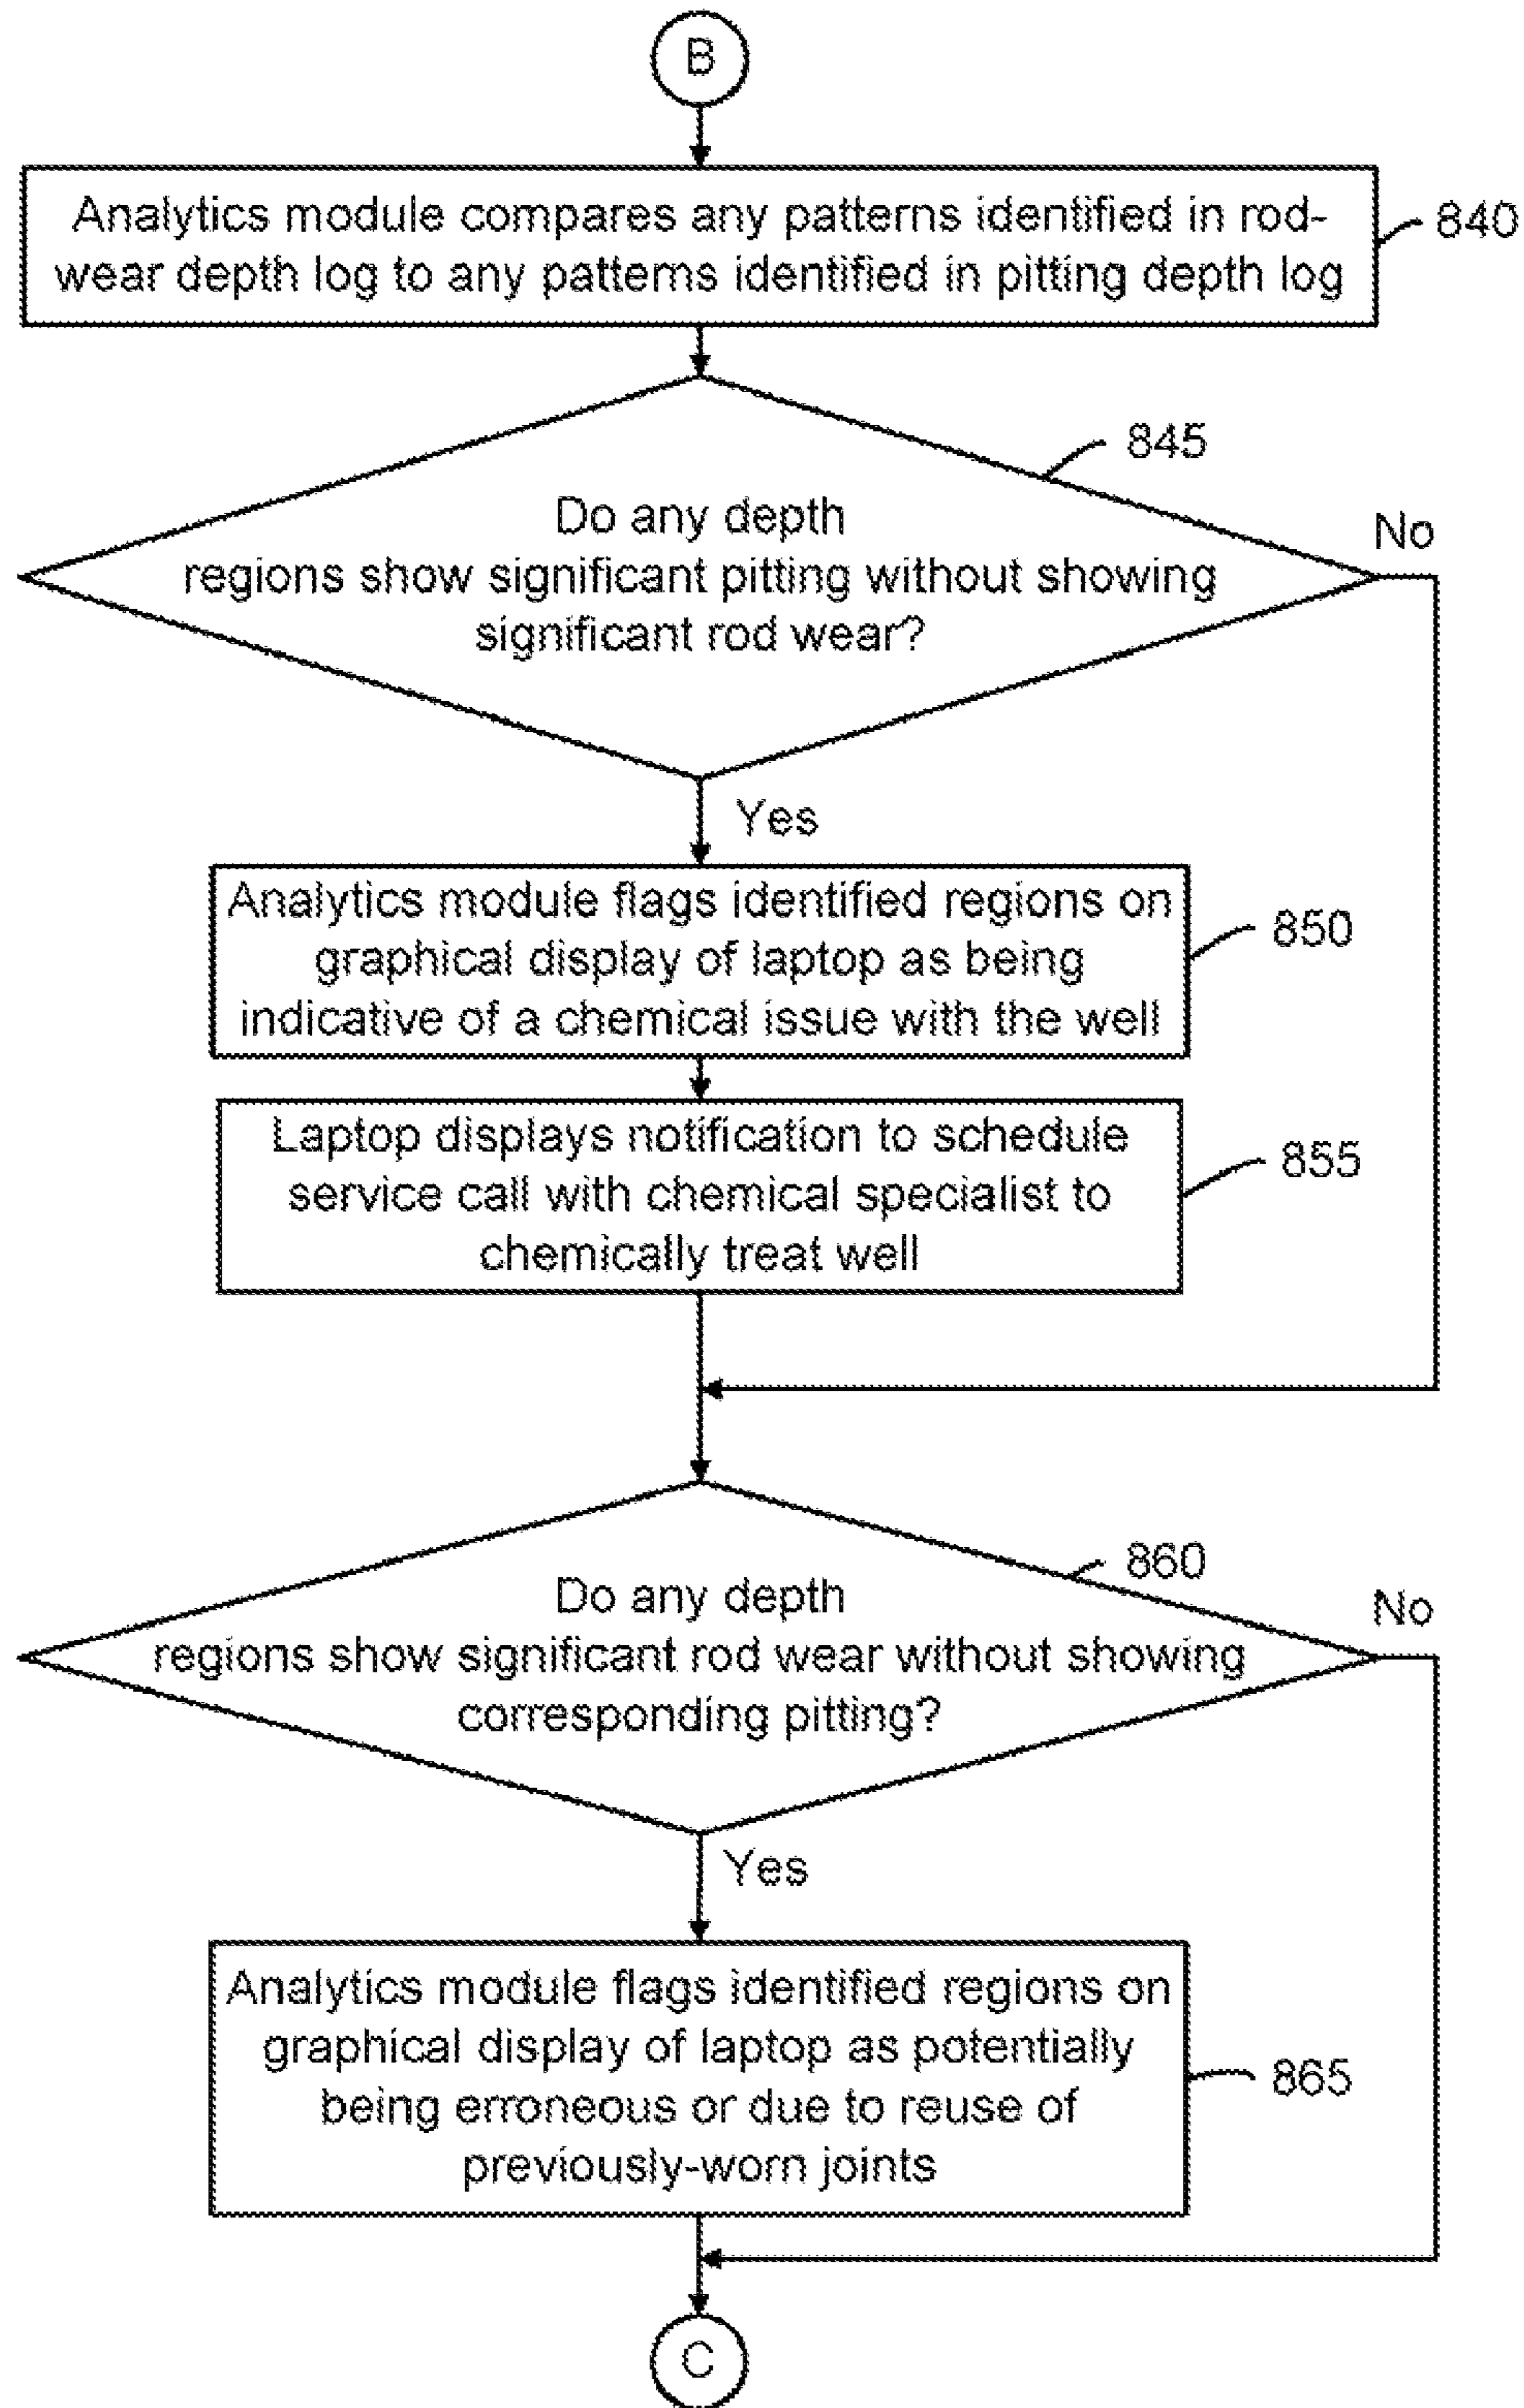 B
Analytics module compares any patterns identified in rod-
wear depth log to any patterns identified in pitting depth log
840
845
Do any depth
regions show significant pitting without showing
significant rod wear?
No
Yes
Analytics module flags identified regions on
graphical display of laptop as being
indicative of a chemical issue with the well
850
Laptop displays notification to schedule
service call with chemical specialist to
chemically treat well
855
860
Do any depth
regions show significant rod wear without showing
corresponding pitting?
No
Yes
Analytics module flags identified regions on
graphical display of laptop as potentially
being erroneous or due to reuse of
previously-worn joints
865
C